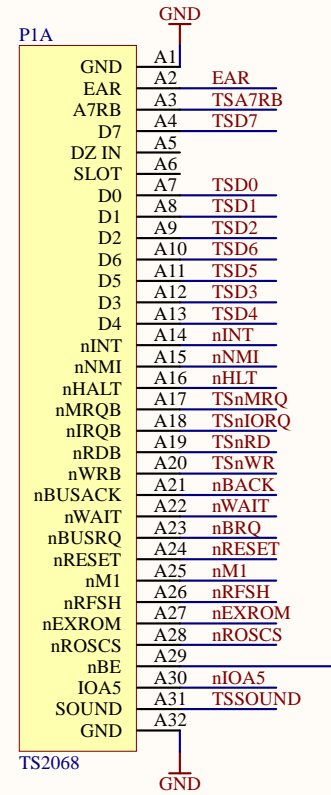 GND
P1A
GND A1
EAR A2 EAR
A7RB A3 TSA7RB
D7 A4 TSD7
DZ IN A5
SLOT A6
D0 A7 TSD0
D1 A8 TSD1
D2 A9 TSD2
D6 A10 TSD6
D5 A11 TSD5
D3 A12 TSD3
D4 A13 TSD4
nINT A14 nINT
nNMI A15 nNMI
nHALT A16 nHLT
nMRQB A17 TSnMRQ
nIRQB A18 TSnIORQ
nRDB A19 TSnRD
nWRB A20 TSnWR
nBUSACK A21 nBACK
nWAIT A22 nWAIT
nBUSRQ A23 nBRQ
nRESET A24 nRESET
nM1 A25 nM1
nRFSH A26 nRFSH
nEXROM A27 nEXROM
nROSCS A28 nROSCS
nBE A29
IOA5 A30 nIOA5
SOUND A31 TSSOUND
GND A32
TS2068
GND